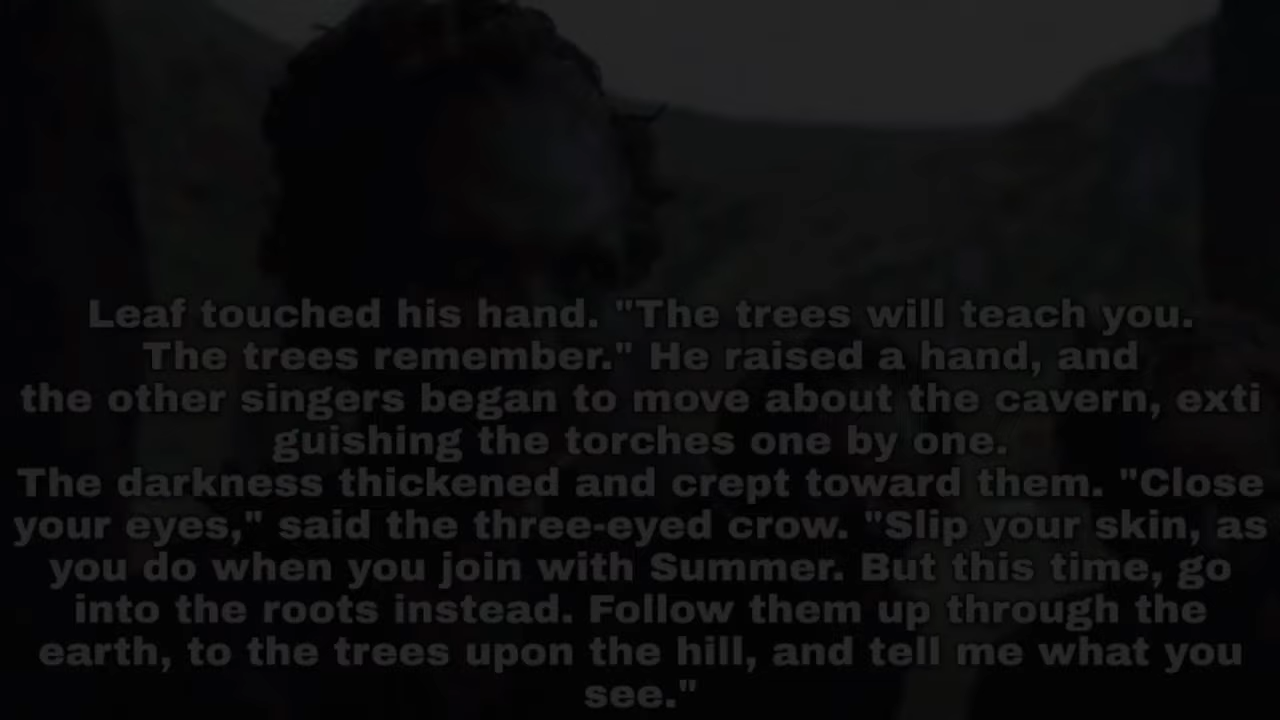 Leaf touched his hand. "The trees will teach you.
The trees remember." He raised a hand, and
the other singers began to move about the cavern, exti
guishing the torches one by one.
The darkness thickened and crept toward them. "Close
your eyes," said the three-eyed crow. "Slip your skin, as
you do when you join with Summer. But this time, go
into the roots instead. Follow them up through the
earth, to the trees upon the hill, and tell me what you
see."